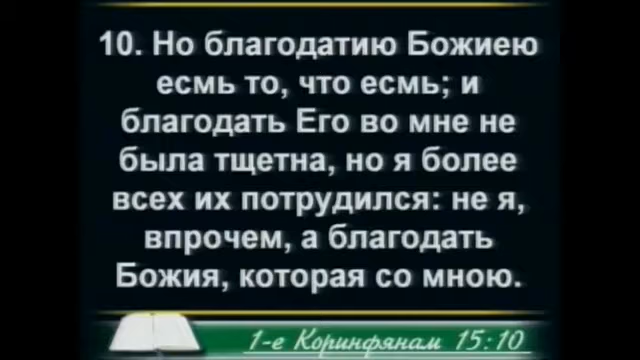 10. Но благодатию Божиею
есмь то, что есмь; и
благодать Его во мне не
была тщетна, но я более
всех их потрудился: не я,
впрочем, а благодать
Божия, которая со мною.
1-е Коринфянам 15:10